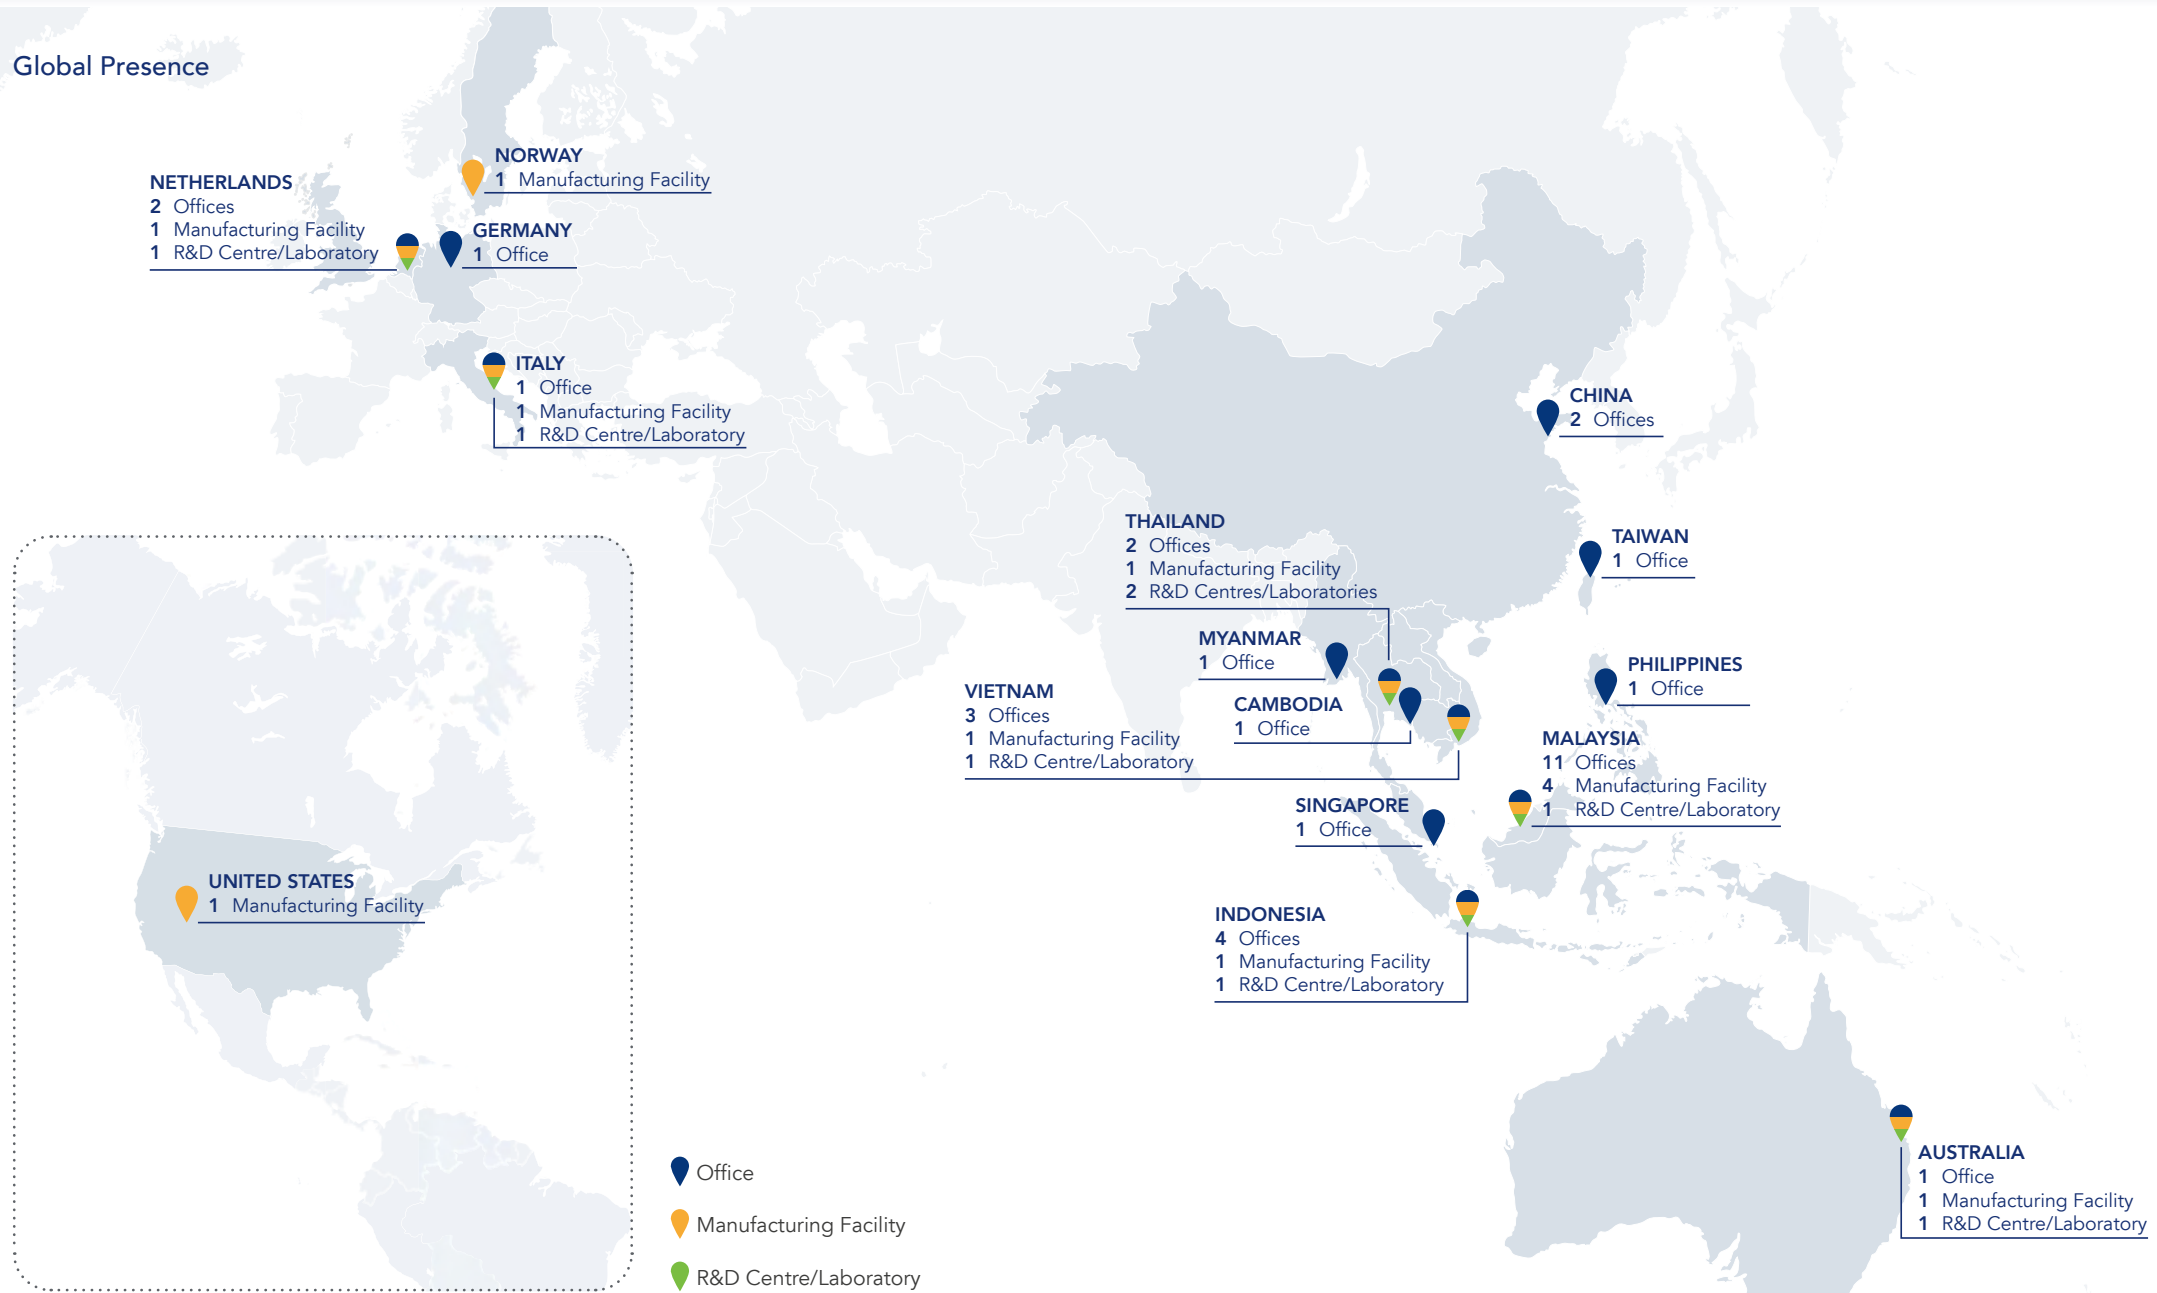 Global Presence
NORWAY
1 Manufacturing Facility
NETHERLANDS
2 Offices
1 Manufacturing Facility
1 R&D Centre/Laboratory
GERMANY
1 Office
ITALY
1 Office
1 Manufacturing Facility
1 R&D Centre/Laboratory
CHINA
2 Offices
THAILAND
2 Offices
1 Manufacturing Facility
2 R&D Centres/Laboratories
TAIWAN
1 Office
MYANMAR
1 Office
PHILIPPINES
1 Office
VIETNAM
3 Offices
1 Manufacturing Facility
1 R&D Centre/Laboratory
CAMBODIA
1 Office
MALAYSIA
11 Offices
4 Manufacturing Facility
1 R&D Centre/Laboratory
SINGAPORE
1 Office
UNITED STATES
1 Manufacturing Facility
INDONESIA
4 Offices
1 Manufacturing Facility
1 R&D Centre/Laboratory
AUSTRALIA
1 Office
1 Manufacturing Facility
1 R&D Centre/Laboratory
Office
Manufacturing Facility
R&D Centre/Laboratory